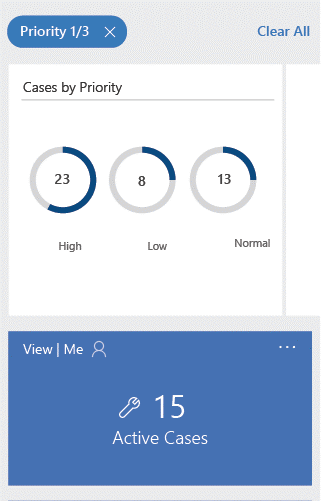 Priority 1/3
Clear All
Cases by Priority
23 8 13
High Low Normal
View | Me
...
15
Active Cases